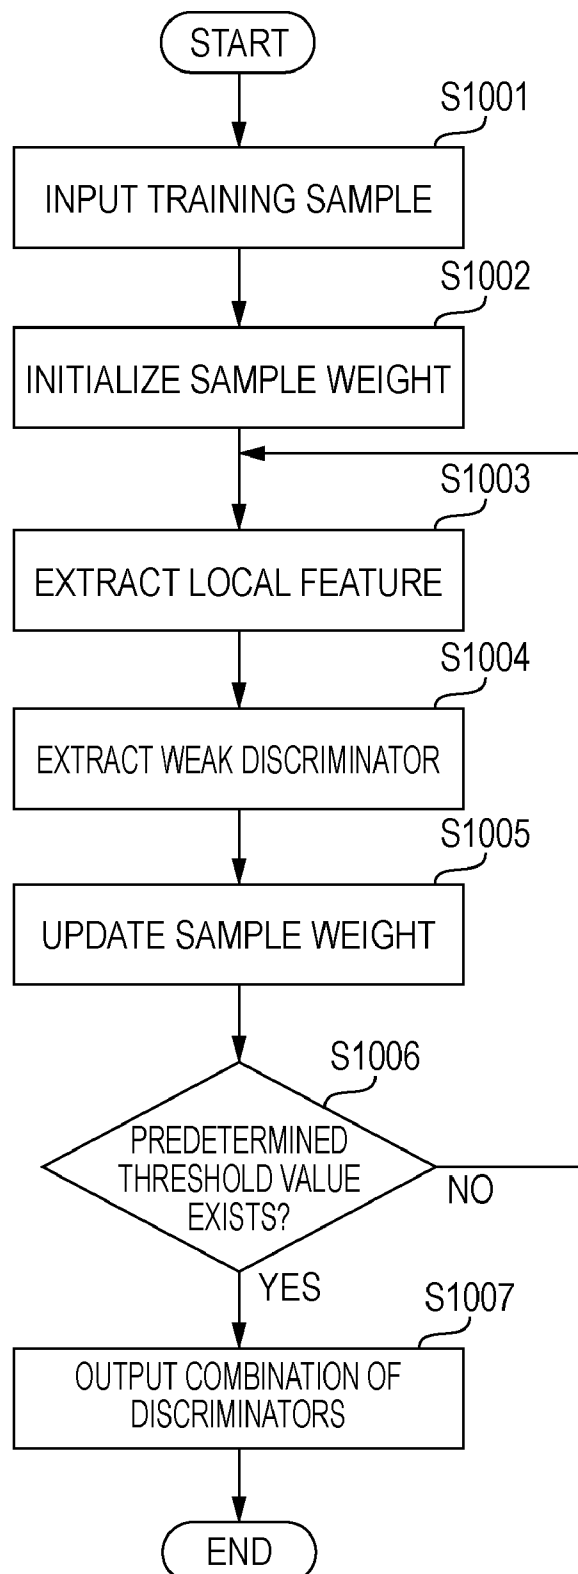 START
S1001
INPUT TRAINING SAMPLE
S1002
INITIALIZE SAMPLE WEIGHT
S1003
EXTRACT LOCAL FEATURE
S1004
EXTRACT WEAK DISCRIMINATOR
S1005
UPDATE SAMPLE WEIGHT
S1006
PREDETERMINED
THRESHOLD VALUE
EXISTS?
NO
YES
S1007
OUTPUT COMBINATION OF
DISCRIMINATORS
END